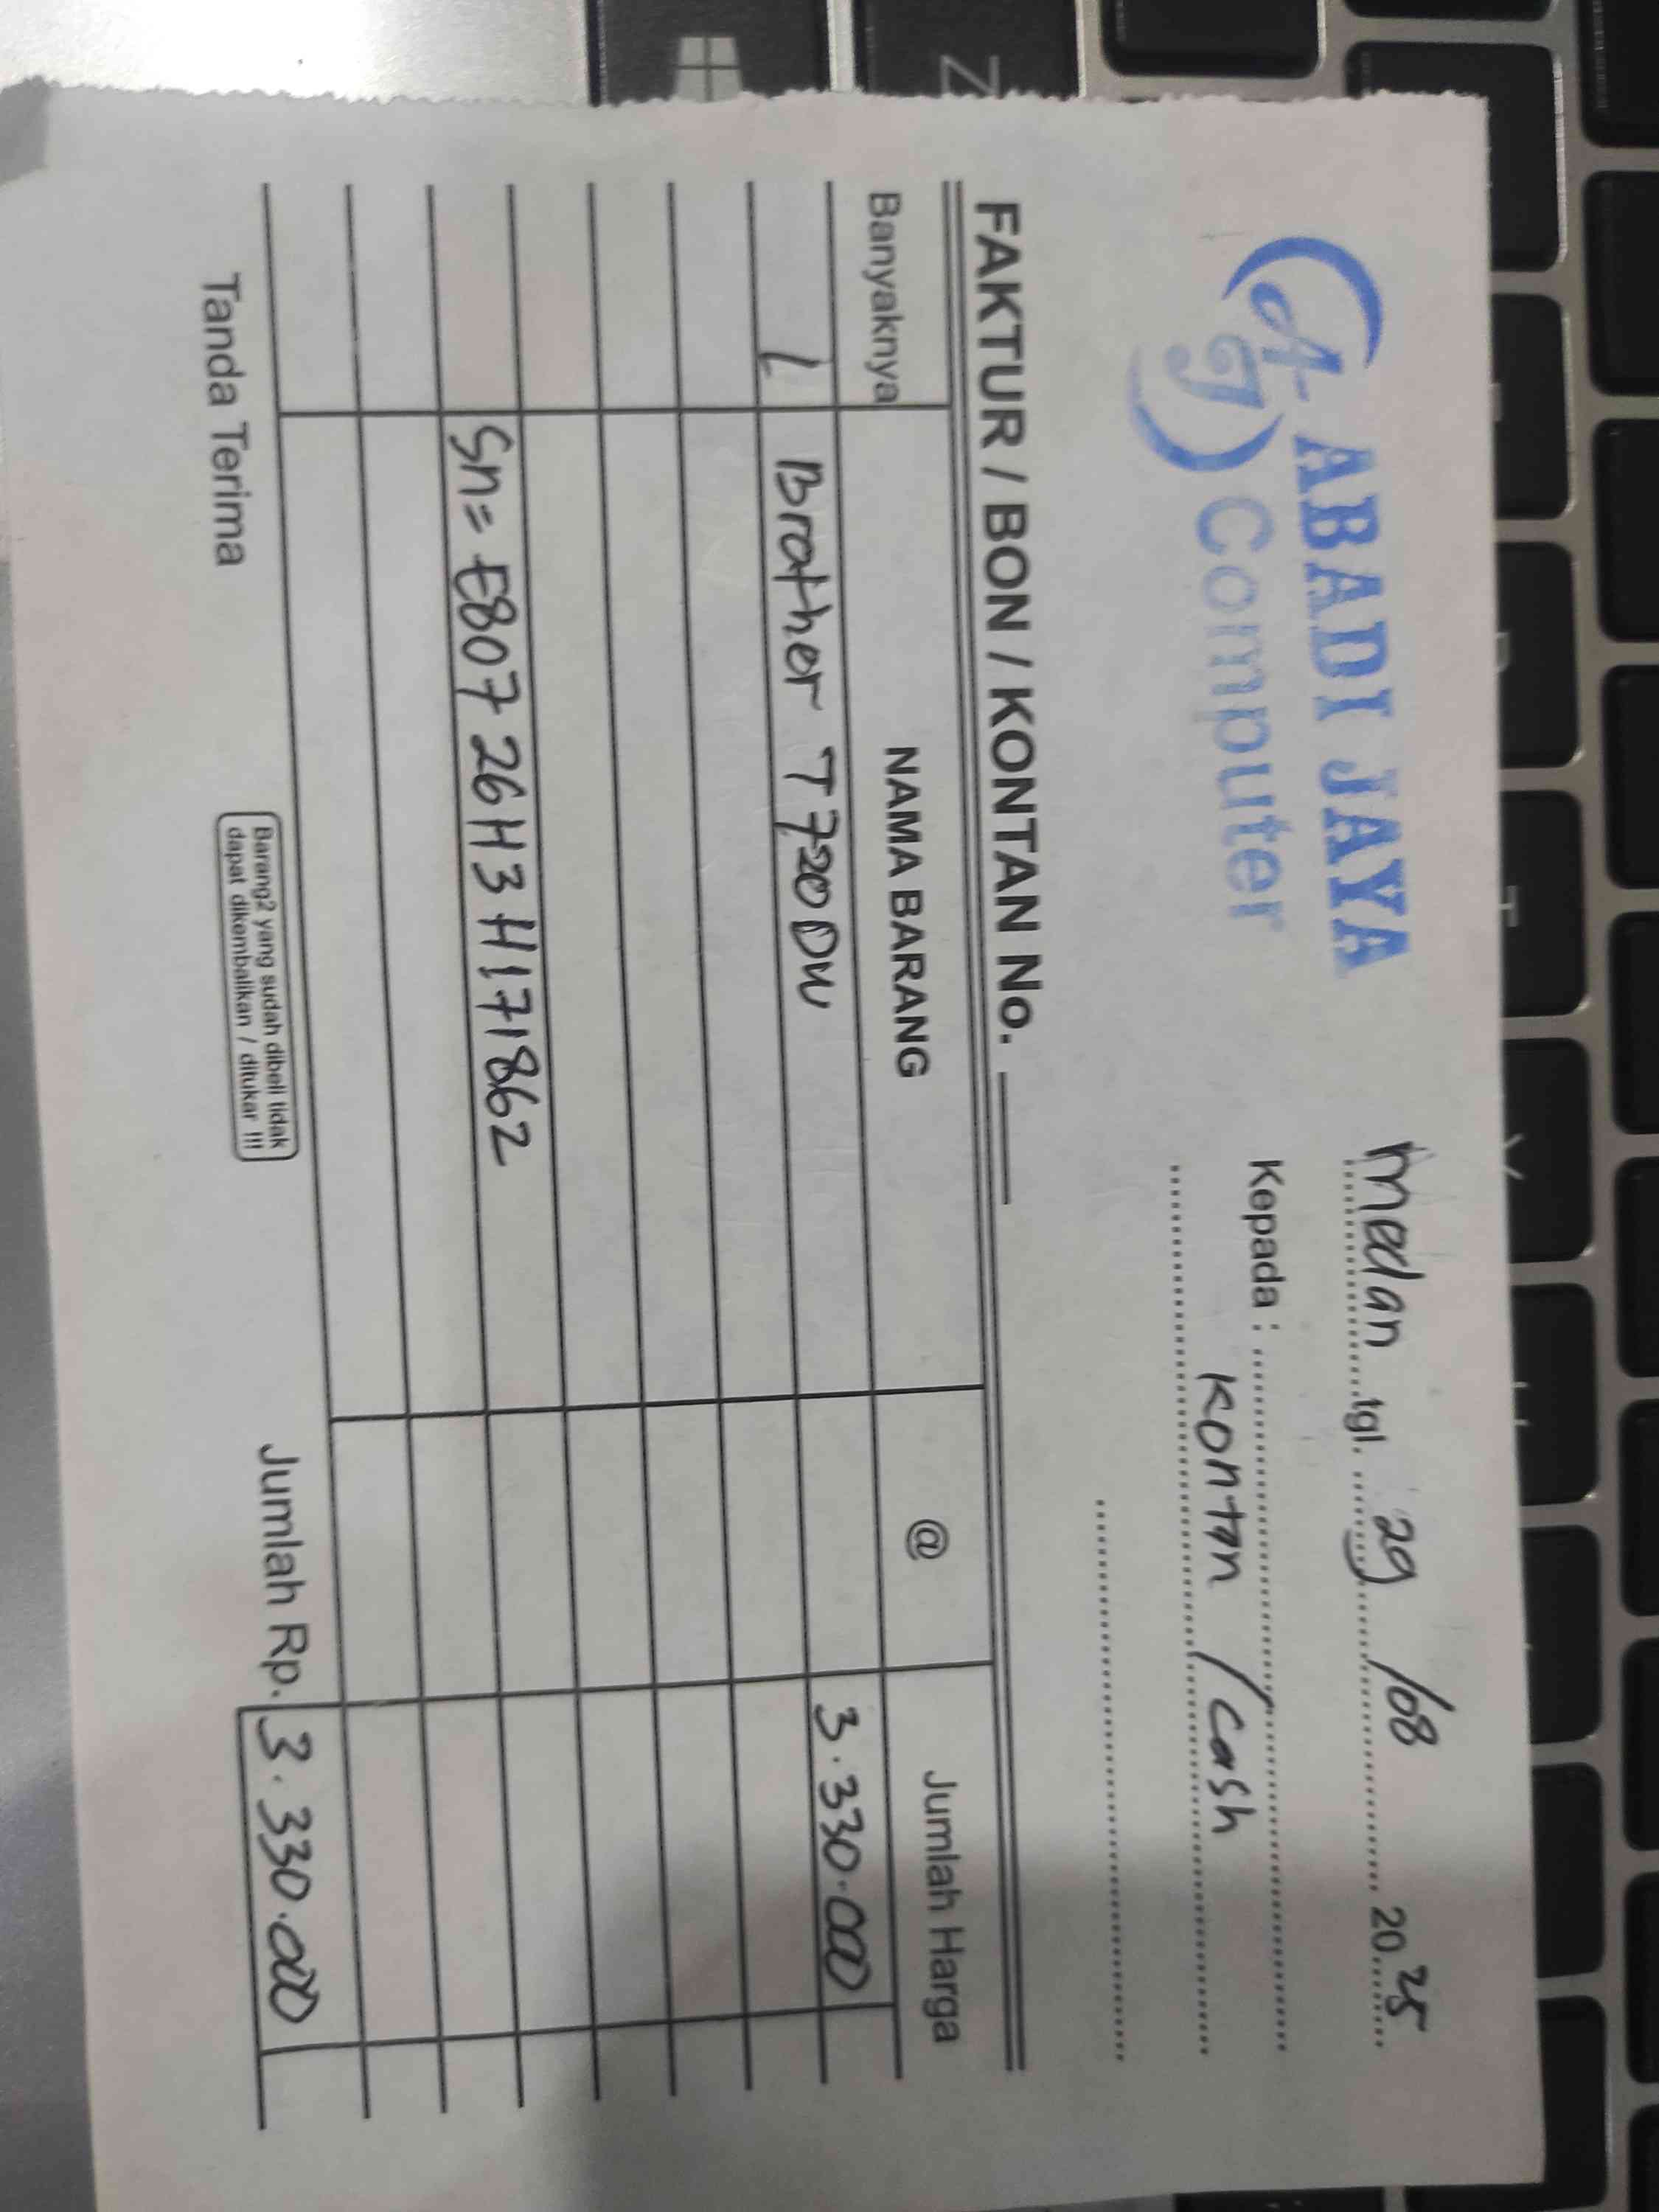 ABADI JAYA
AJ Computer
Medan tgl. 29 /08 2025
Kepada :
Kontan / Cash
FAKTUR / BON / KONTAN No.
Banyaknya NAMA BARANG @ Jumlah Harga
1 Brother T720DW 3.330.000
Sn= E80726H3H171862
Tanda Terima
Barang2 yang sudah dibeli tidak
dapat dikembalikan / ditukar !!!
Jumlah Rp. 3.330.000